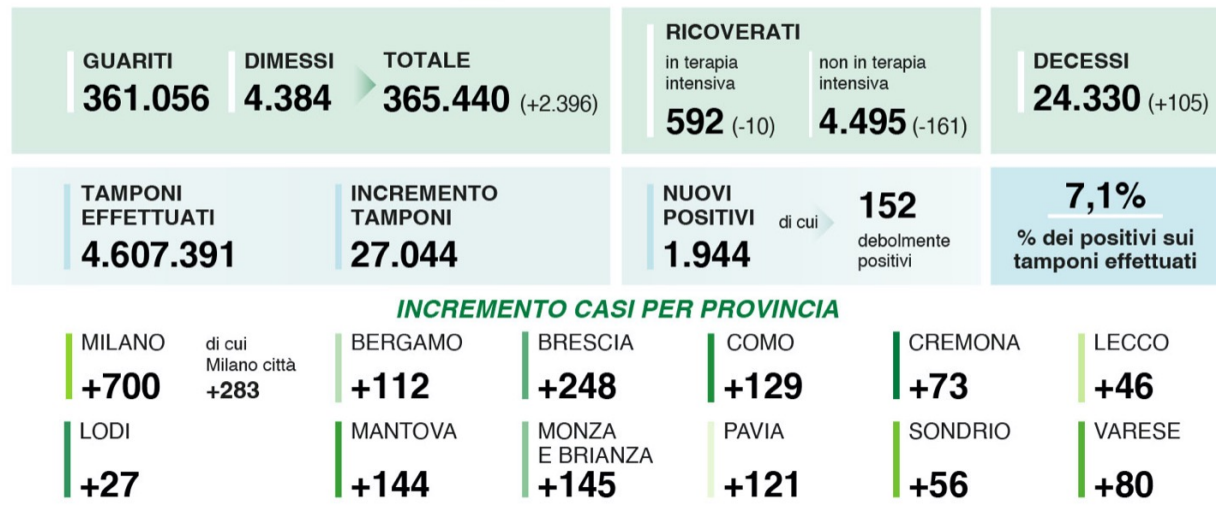 GUARITI
361.056
DIMESSI
4.384
TOTALE
365.440 (+2.396)
RICOVERATI
in terapia
intensiva
592 (-10)
non in terapia
intensiva
4.495 (-161)
DECESSI
24.330 (+105)
TAMPONI
EFFETTUATI
4.607.391
INCREMENTO
TAMPONI
27.044
NUOVI
POSITIVI
1.944
di cui
152
debolmente
positivi
7,1%
% dei positivi sui
tamponi effettuati
INCREMENTO CASI PER PROVINCIA
MILANO
+700
di cui
Milano città
+283
BERGAMO
+112
BRESCIA
+248
COMO
+129
CREMONA
+73
LECCO
+46
LODI
+27
MANTOVA
+144
MONZA
E BRIANZA
+145
PAVIA
+121
SONDRIO
+56
VARESE
+80